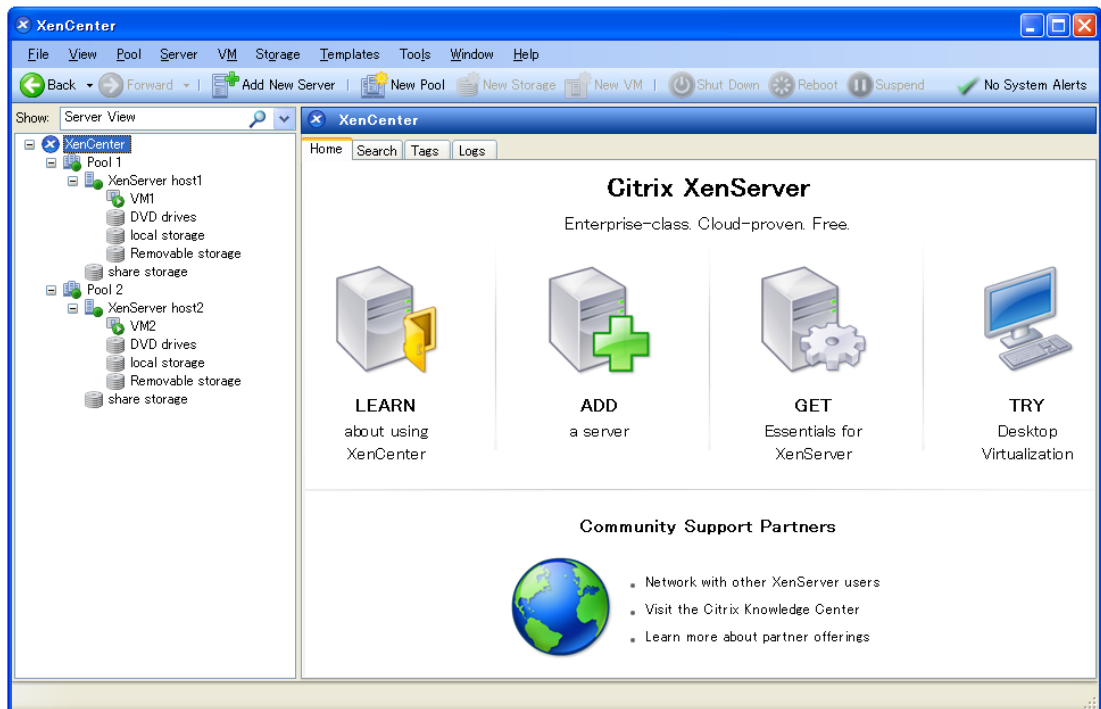 XenCenter
File View Pool Server VM Storage Templates Tools Window Help
Back Forward Add New Server New Pool New Storage New VM Shut Down Reboot Suspend No System Alerts
Show: Server View
XenCenter
Pool 1
XenServer host1
VM1
DVD drives
local storage
Removable storage
share storage
Pool 2
XenServer host2
VM2
DVD drives
local storage
Removable storage
share storage
XenCenter
Home Search Tags Logs
Citrix XenServer
Enterprise-class. Cloud-proven. Free.
LEARN
about using
XenCenter
ADD
a server
GET
Essentials for
XenServer
TRY
Desktop
Virtualization
Community Support Partners
Network with other XenServer users
Visit the Citrix Knowledge Center
Learn more about partner offerings